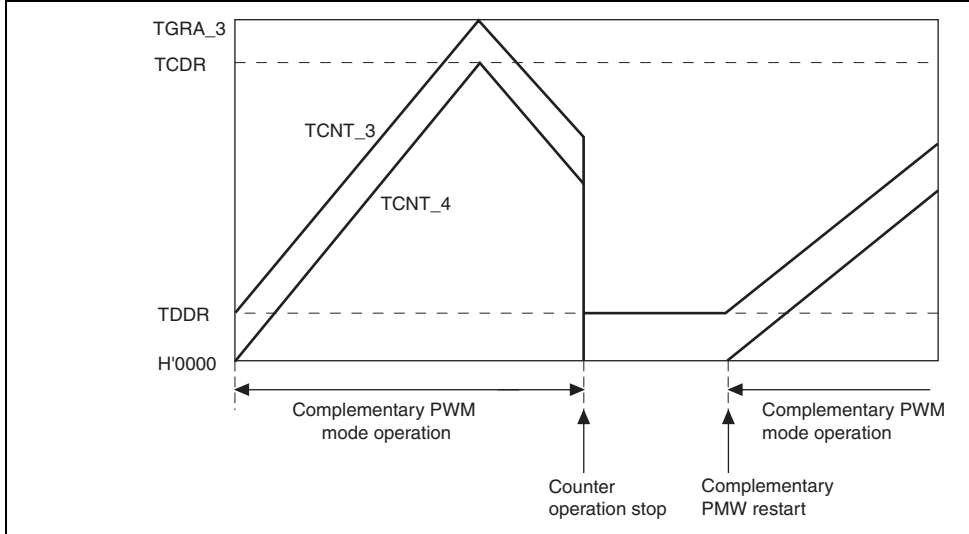 TGRA_3
TCDR
TCNT_3
TCNT_4
TDDR
H'0000
Complementary PWM
mode operation
Complementary PWM
mode operation
Counter
operation stop
Complementary
PMW restart